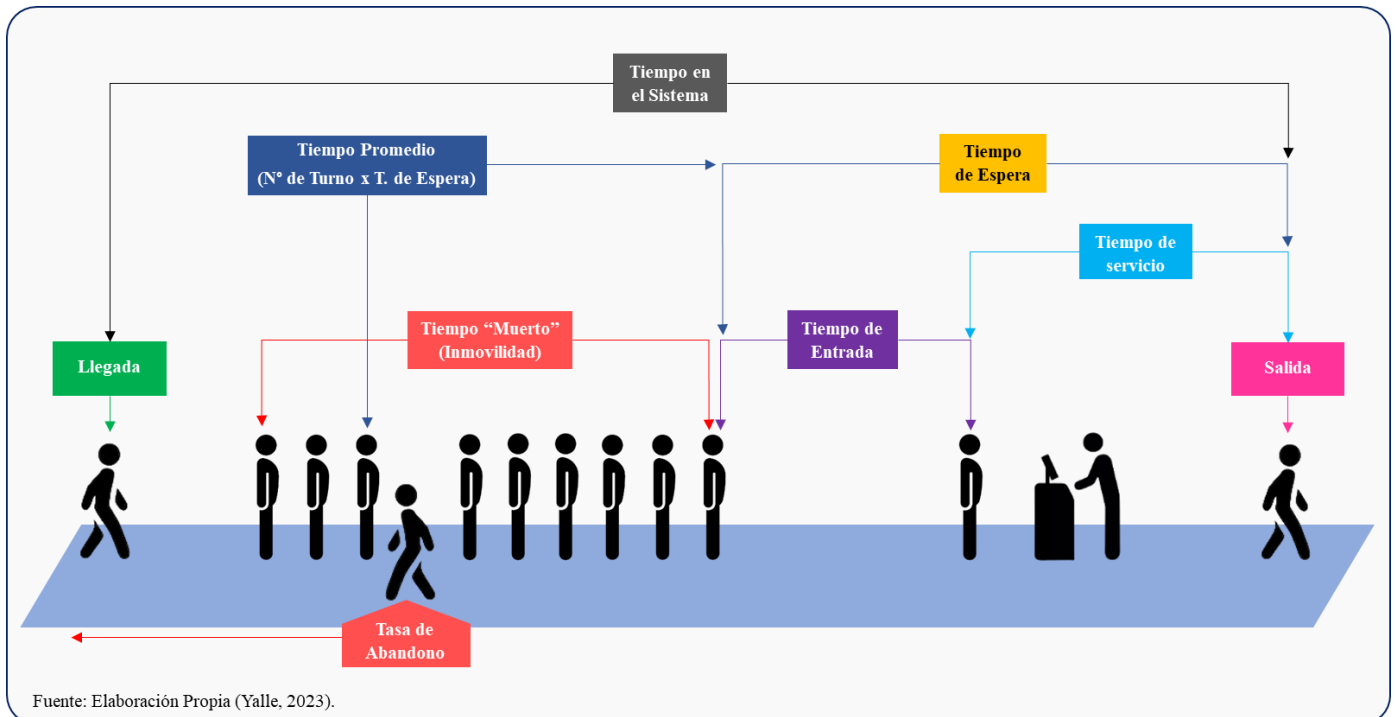 Tiempo en
el Sistema
Tiempo Promedio
(N° de Turno x T. de Espera)
Tiempo
de Espera
Tiempo de
servicio
Tiempo “Muerto”
(Inmovilidad)
Tiempo de
Entrada
Llegada
Salida
Tasa de
Abandono
Fuente: Elaboración Propia (Yalle, 2023).